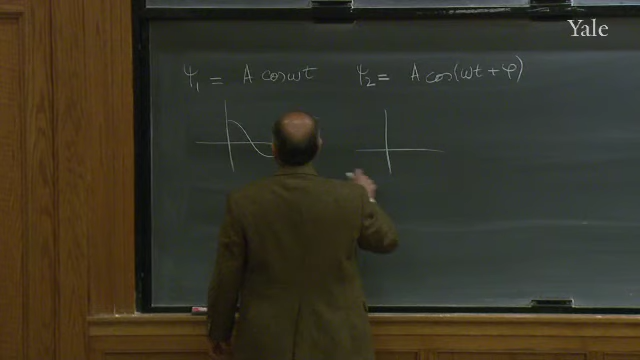 Yale
Ψ₁ = A cos ωt   Ψ₂ = A cos(ωt + φ)